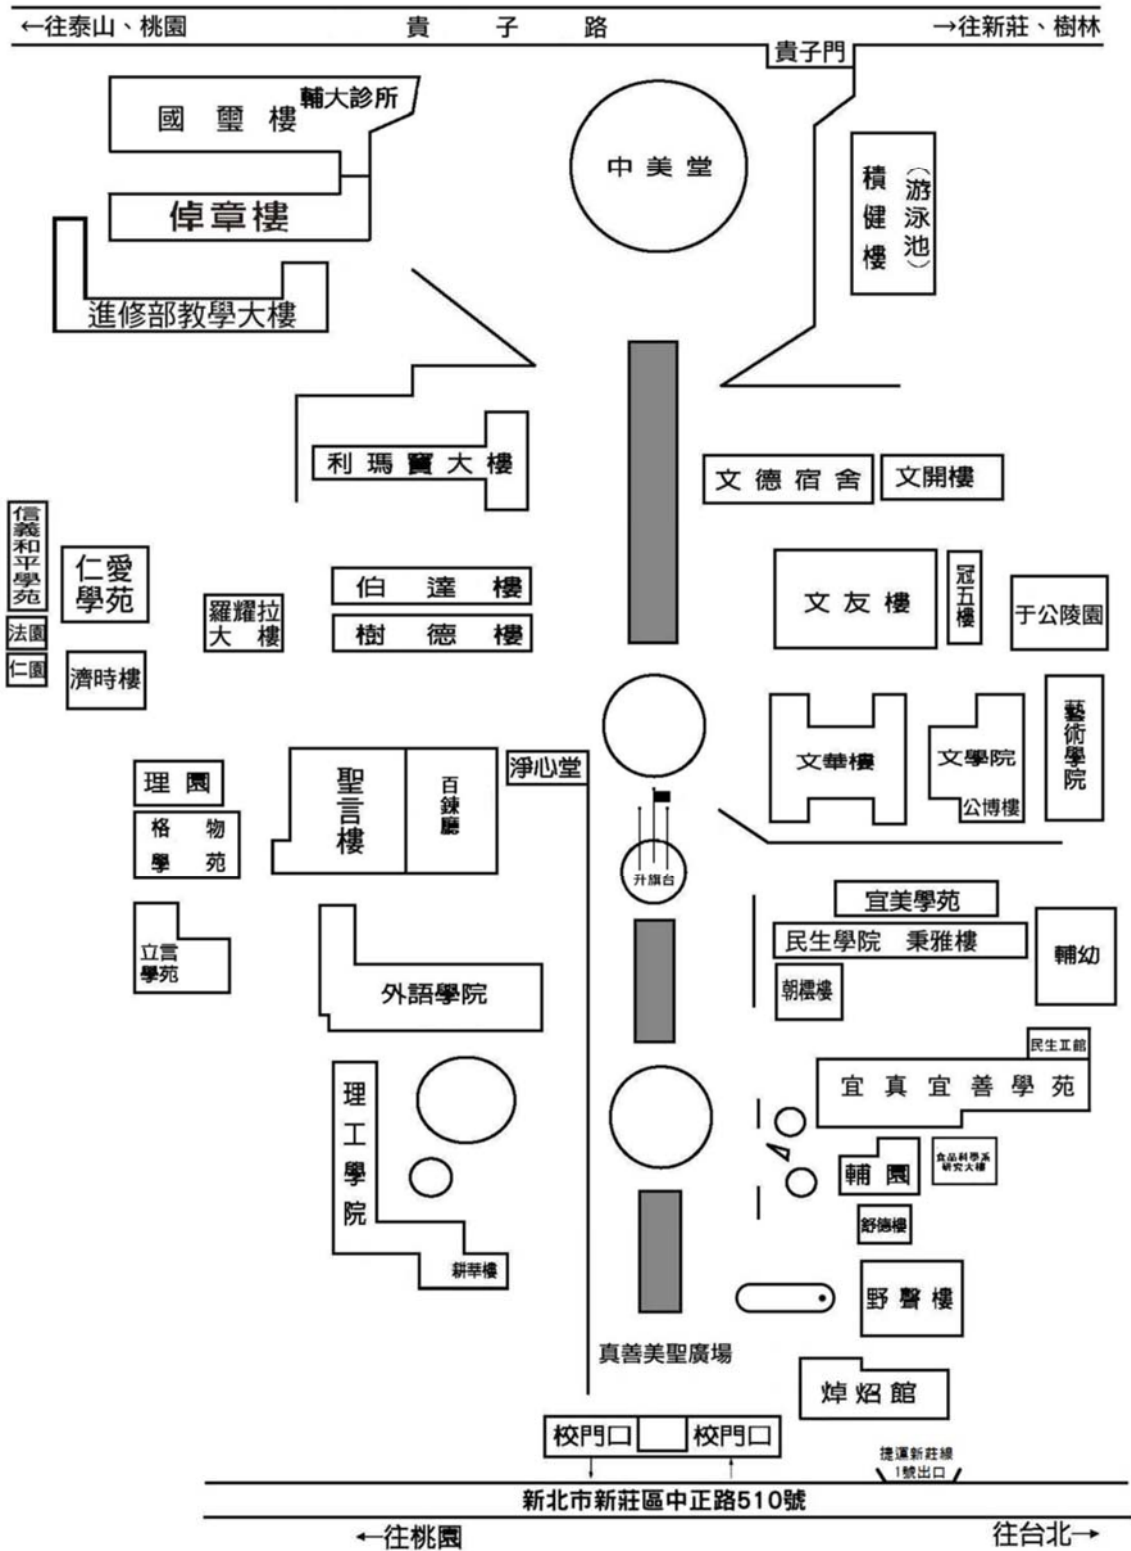 ←往泰山、桃園
貴子路
→往新莊、樹林
貴子門
輔大診所
國璽樓
中美堂
積健樓
（游泳池）
倬章樓
進修部教學大樓
利瑪竇大樓
文德宿舍
文開樓
信義和平學苑
仁愛
學苑
伯達樓
文友樓
冠五樓
于公陵園
羅耀拉
大樓
樹德樓
法園
仁園
濟時樓
文華樓
文學院
公博樓
藝術學院
理園
聖言樓
百鍊廳
淨心堂
格物
學苑
升旗台
宜美學苑
民生學院 秉雅樓
輔幼
立言
學苑
外語學院
朝橒樓
民生工館
宜真宜善學苑
理工學院
輔園
食品科學系
研究大樓
舒德樓
耕莘樓
野聲樓
真善美聖廣場
焯炤館
校門口
校門口
捷運新莊線
1號出口
新北市新莊區中正路510號
←往桃園
往台北→